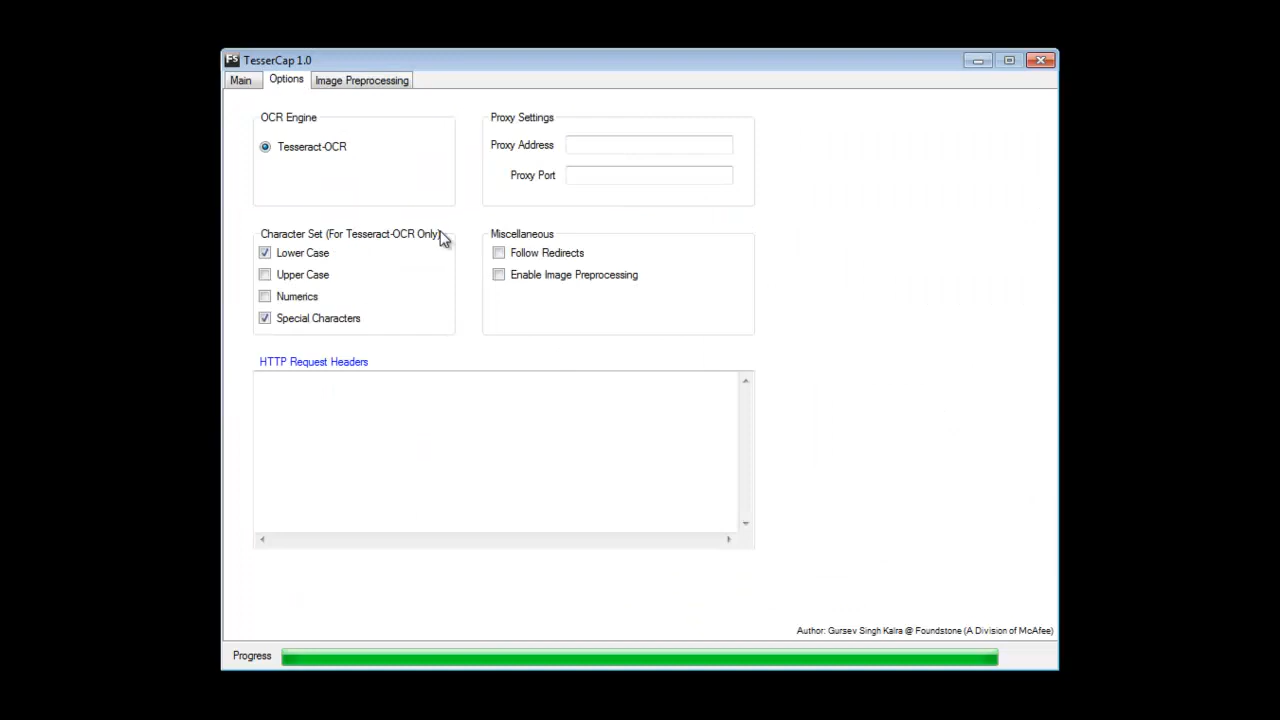 FS TesserCap 1.0
Main Options Image Preprocessing
OCR Engine
Tesseract-OCR
Proxy Settings
Proxy Address
Proxy Port
Character Set (For Tesseract-OCR Only)
Lower Case
Upper Case
Numerics
Special Characters
Miscellaneous
Follow Redirects
Enable Image Preprocessing
HTTP Request Headers
Author: Gursev Singh Kalra @ Foundstone (A Division of McAfee)
Progress